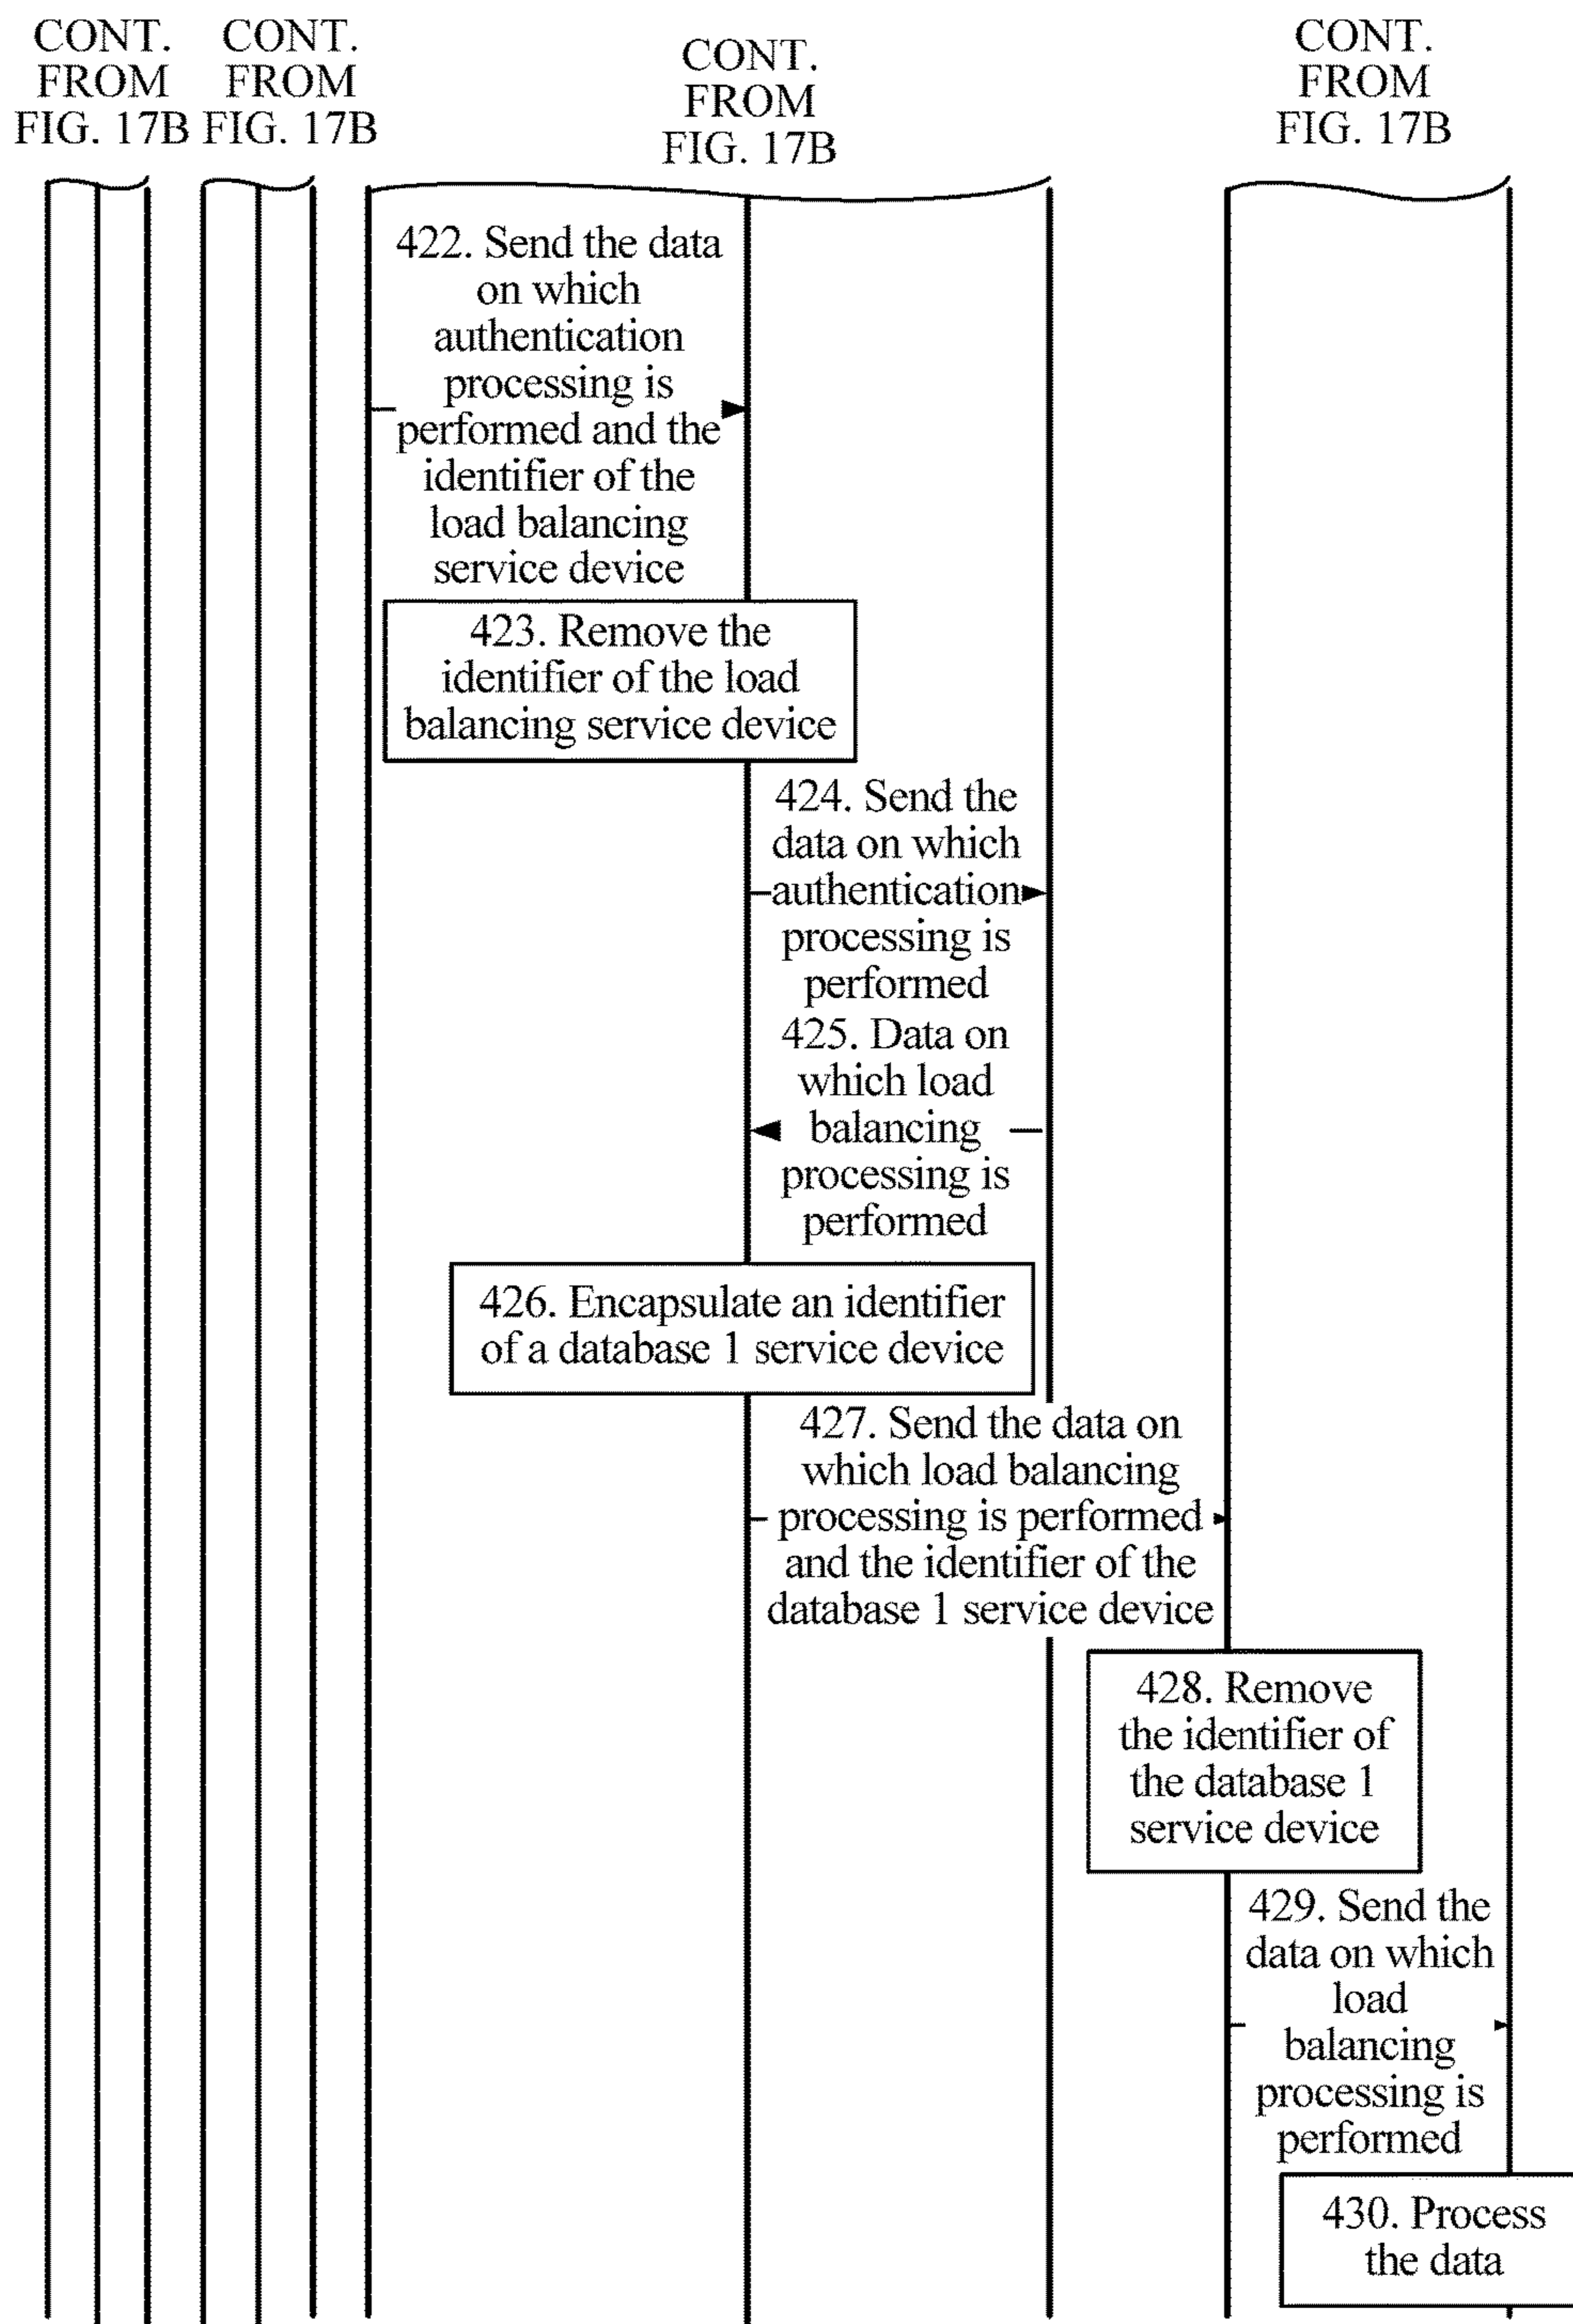 CONT.
FROM
FIG. 17B
CONT.
FROM
FIG. 17B
CONT.
FROM
FIG. 17B
CONT.
FROM
FIG. 17B
422. Send the data
on which
authentication
processing is
performed and the
identifier of the
load balancing
service device
423. Remove the
identifier of the load
balancing service device
424. Send the
data on which
authentication
processing is
performed
425. Data on
which load
balancing
processing is
performed
426. Encapsulate an identifier
of a database 1 service device
427. Send the data on
which load balancing
processing is performed
and the identifier of the
database 1 service device
428. Remove
the identifier of
the database 1
service device
429. Send the
data on which
load
balancing
processing is
performed
430. Process
the data